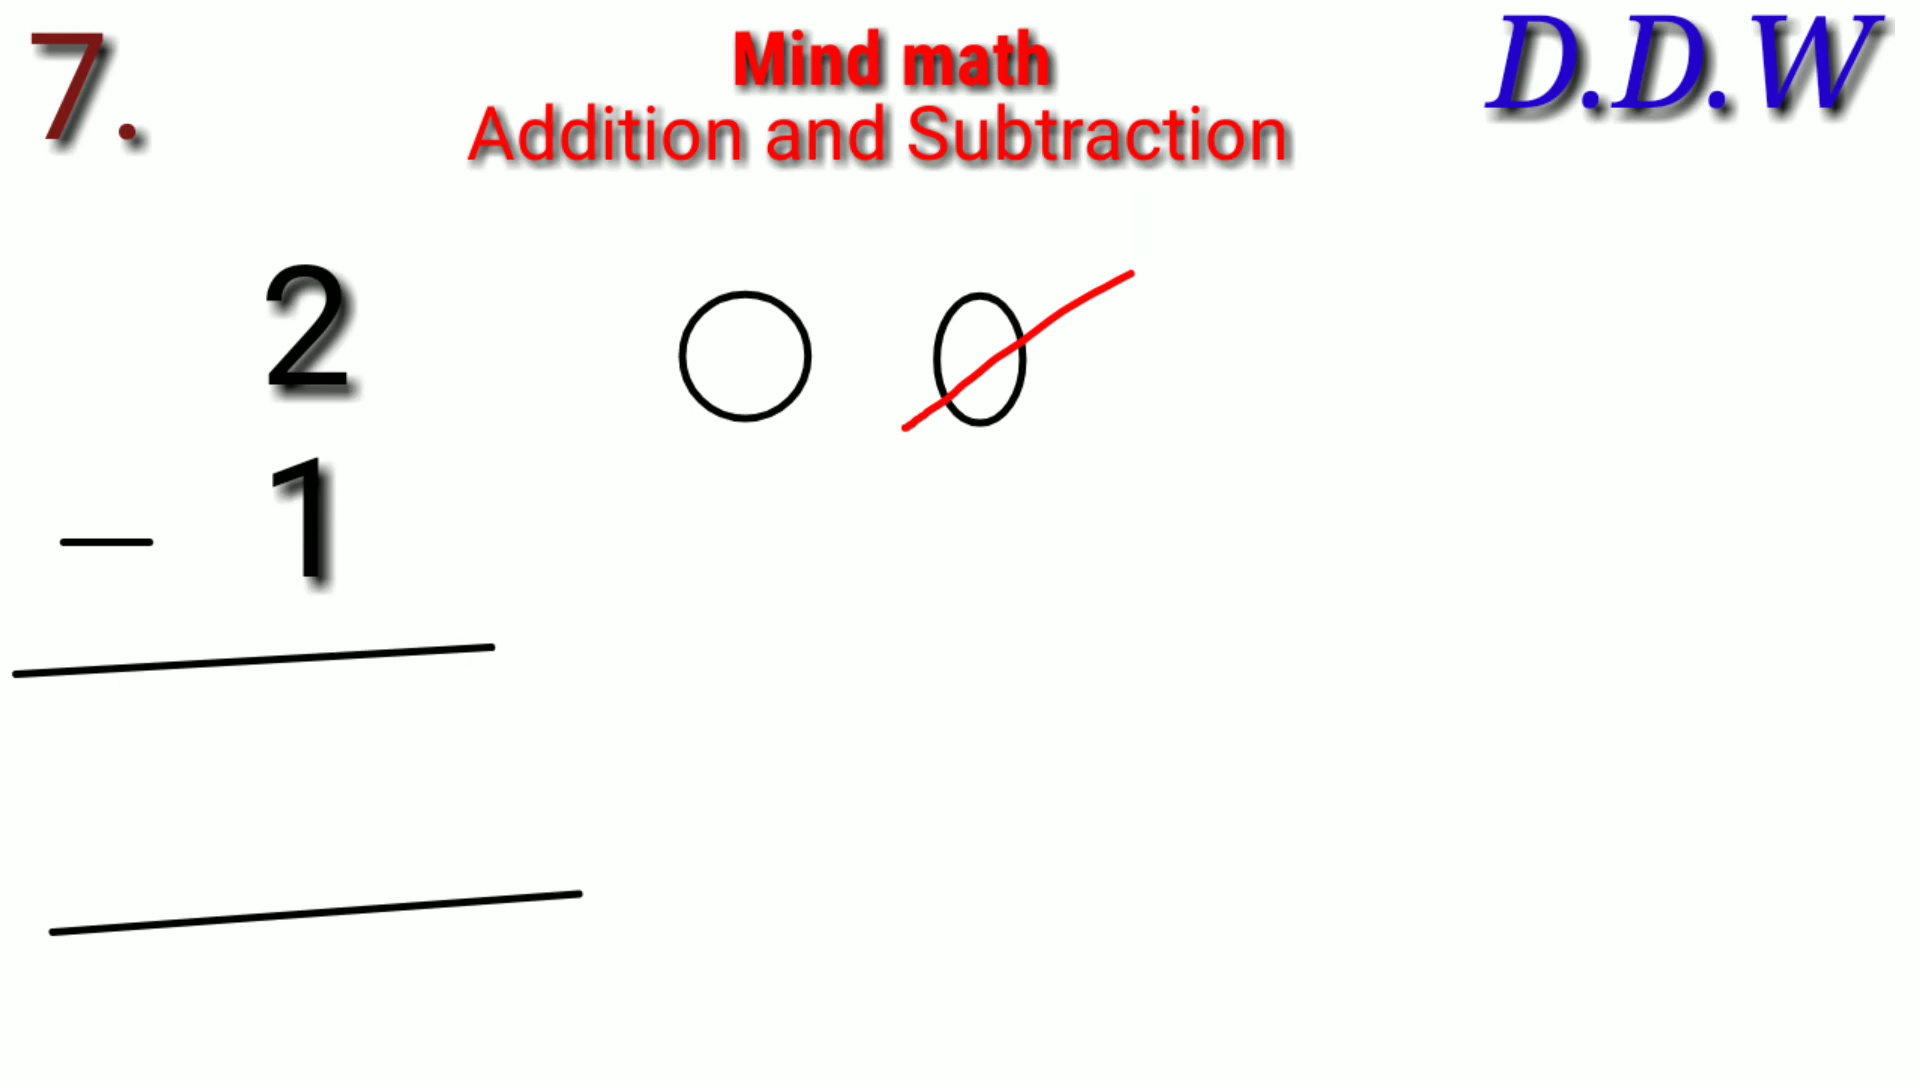 7.
Mind math
Addition and Subtraction
D.D.W
2
— 1